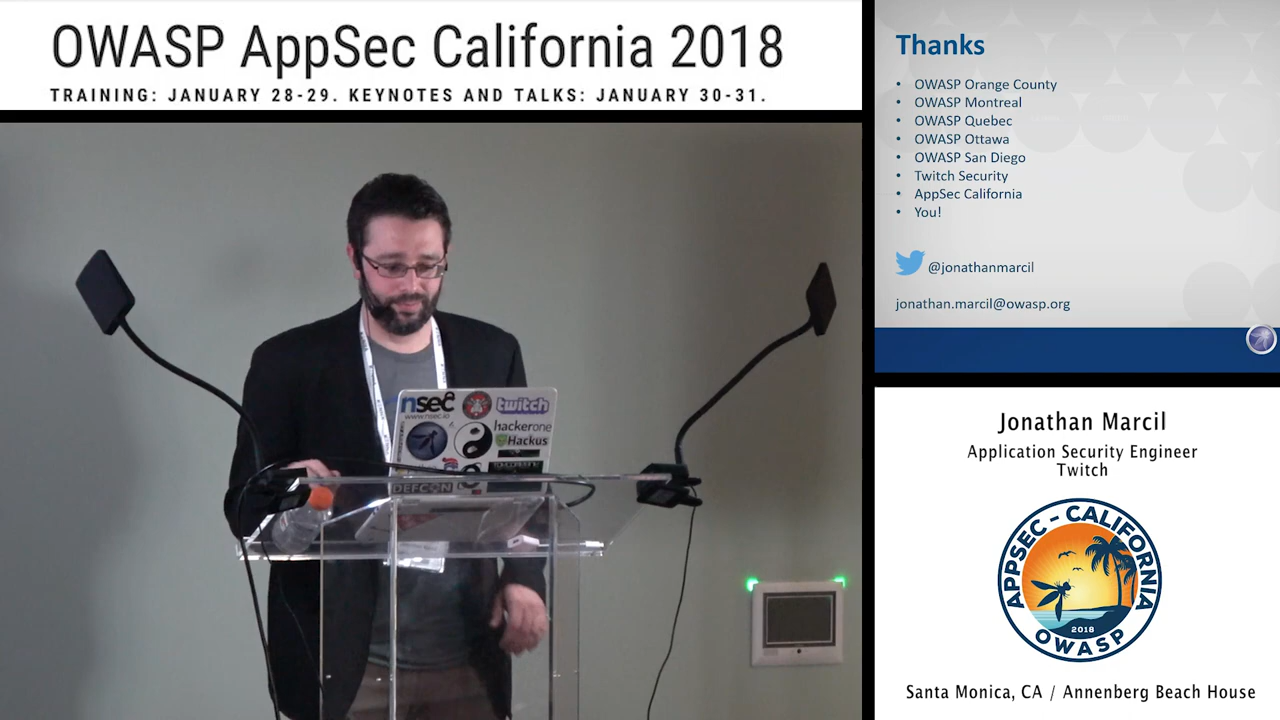 OWASP AppSec California 2018
TRAINING: JANUARY 28-29. KEYNOTES AND TALKS: JANUARY 30-31.
Thanks
• OWASP Orange County
• OWASP Montreal
• OWASP Quebec
• OWASP Ottawa
• OWASP San Diego
• Twitch Security
• AppSec California
• You!
@jonathanmarcil
jonathan.marcil@owasp.org
nsec
www.nsec.io
twitch
hackerone
Hackus
DEFCON
Jonathan Marcil
Application Security Engineer
Twitch
APPSEC - CALIFORNIA
2018
OWASP
Santa Monica, CA / Annenberg Beach House